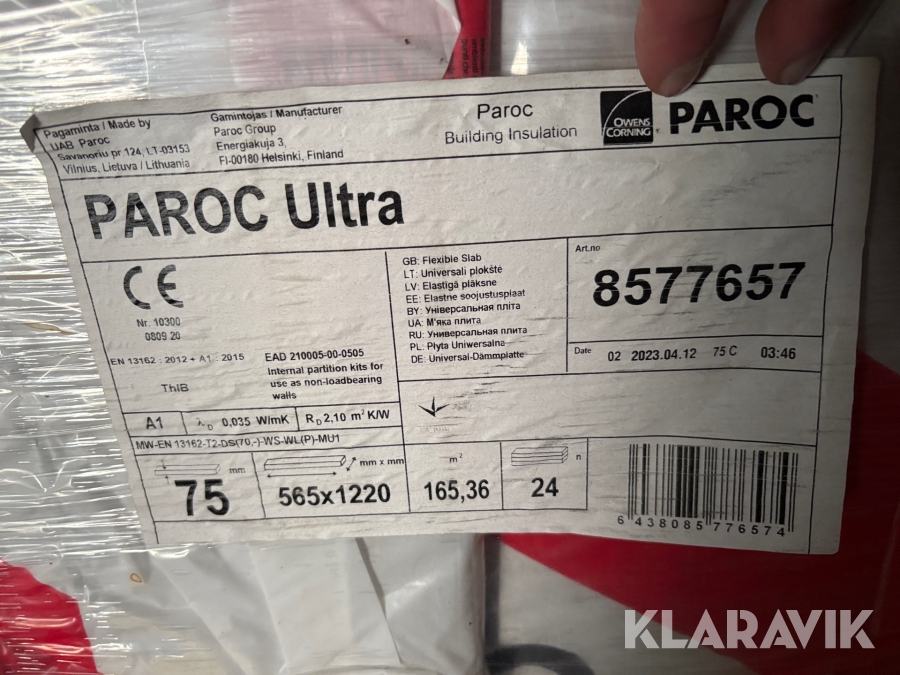 Pagaminta / Made by
UAB Paroc
Savanoriu pr 124, LT-03153
Vilnius, Lietuva / Lithuania
Gamintojas / Manufacturer
Paroc Group
Energiakuja 3,
FI-00180 Helsinki, Finland
Paroc
Building Insulation
OWENS
CORNING
PAROC
PAROC Ultra
CE
Nr. 10300
0809 20
EN 13162 : 2012 + A1 : 2015
ThIB
EAD 210005-00-0505
Internal partition kits for
use as non-loadbearing
walls
GB: Flexible Slab
LT: Universali plokštė
LV: Elastīgā plāksne
EE: Elastne soojustusplaat
BY: Універсальная пліта
UA: М'яка плита
RU: Универсальная плита
PL: Płyta Uniwersalna
DE: Universal-Dämmplatte
Art.no
8577657
Date 02 2023.04.12 75 C 03:46
A1 λD 0,035 W/mK RD 2,10 m² K/W
MW-EN 13162-T2-DS(70,-)-WS-WL(P)-MU1
mm
75
mm x mm
565x1220
m²
165,36
n
24
6 438085 776574
KLARAVIK